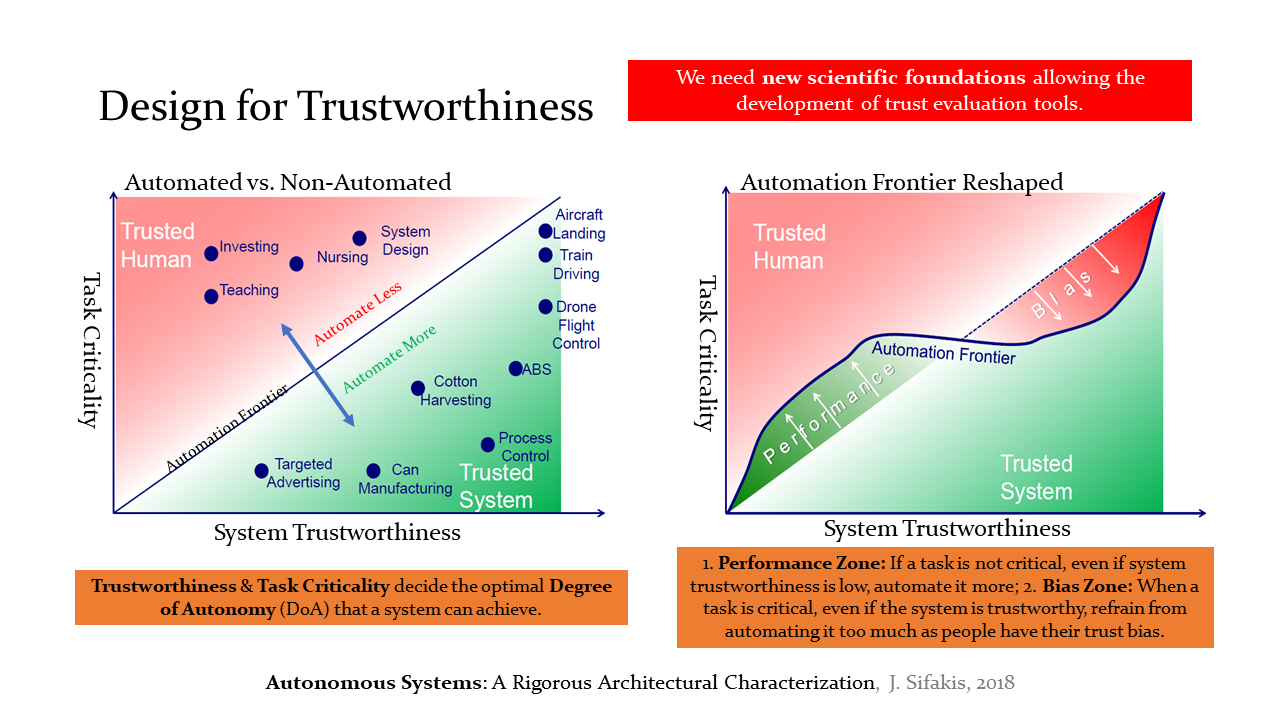 Design for Trustworthiness
We need new scientific foundations allowing the
development of trust evaluation tools.
Automated vs. Non-Automated
Trusted
Human
Investing
Teaching
Nursing
System
Design
Aircraft
Landing
Train
Driving
Drone
Flight
Control
ABS
Cotton
Harvesting
Process
Control
Targeted
Advertising
Can
Manufacturing
Trusted
System
Automate Less
Automate More
Automation Frontier
Task Criticality
System Trustworthiness
Trustworthiness & Task Criticality decide the optimal Degree
of Autonomy (DoA) that a system can achieve.
Automation Frontier Reshaped
Trusted
Human
Bias
Automation Frontier
Performance
Trusted
System
Task Criticality
System Trustworthiness
1. Performance Zone: If a task is not critical, even if system
trustworthiness is low, automate it more; 2. Bias Zone: When a
task is critical, even if the system is trustworthy, refrain from
automating it too much as people have their trust bias.
Autonomous Systems: A Rigorous Architectural Characterization, J. Sifakis, 2018